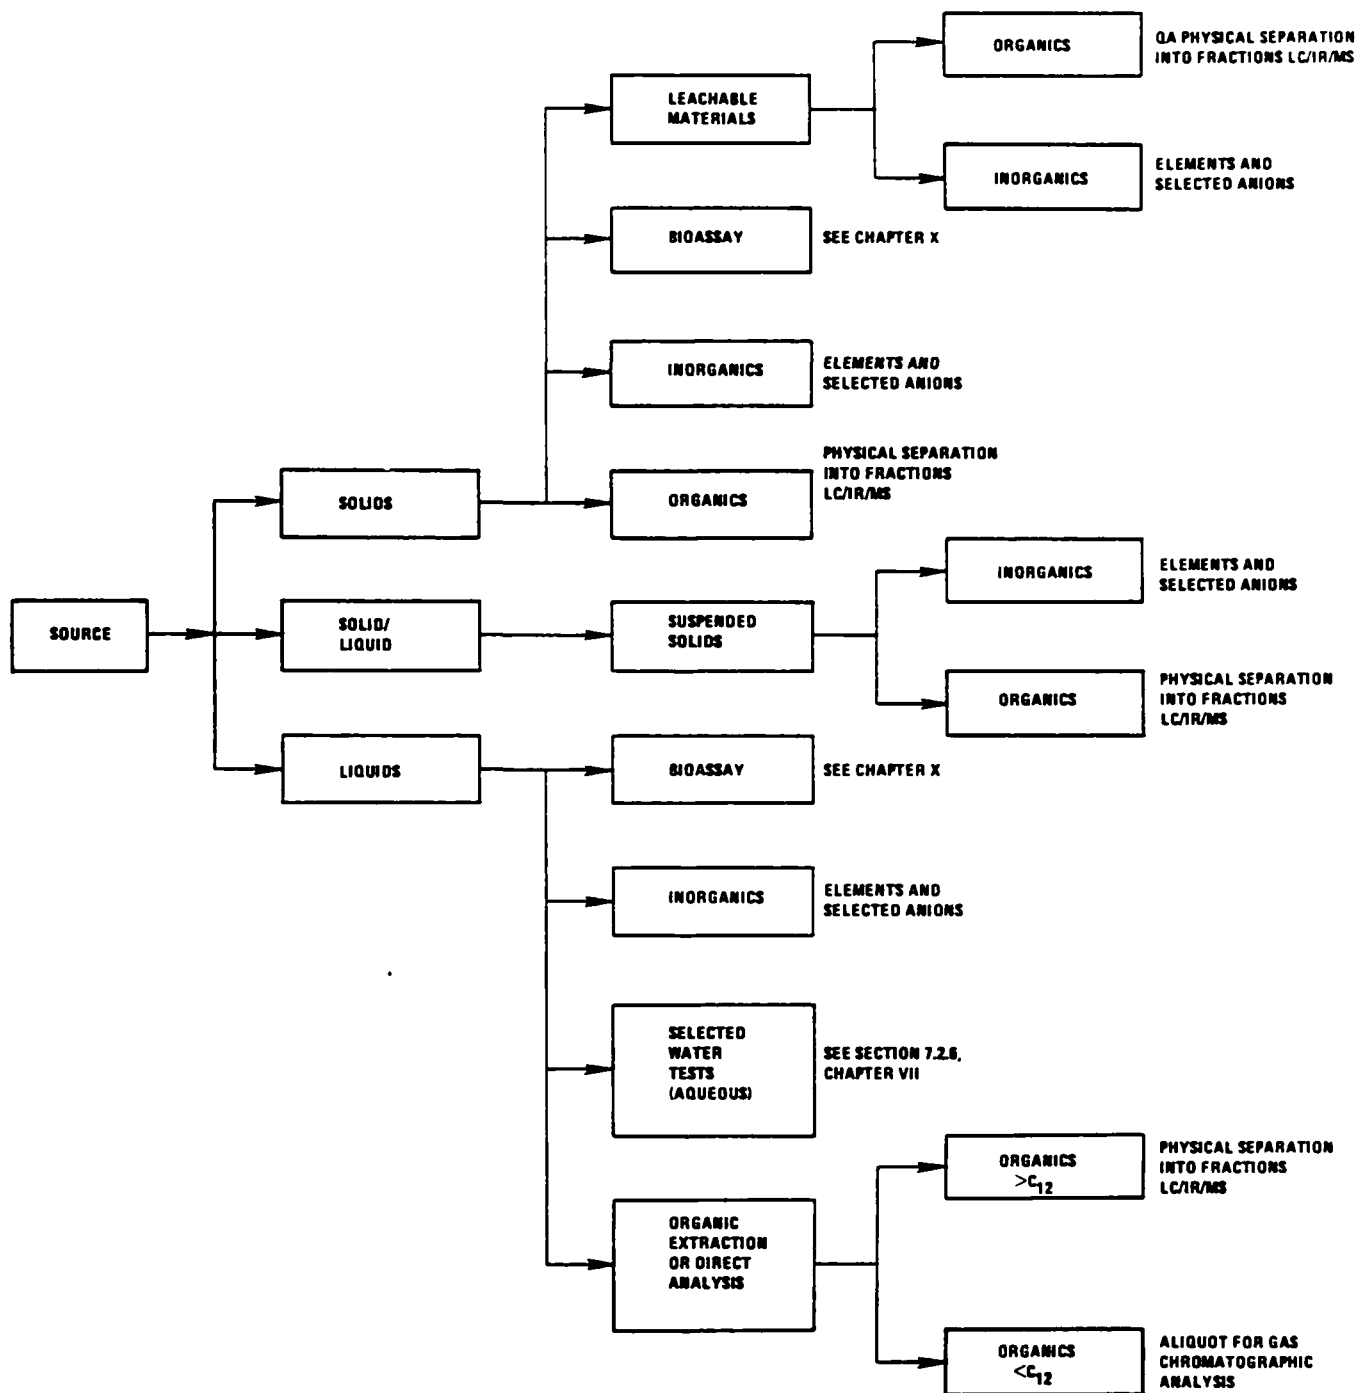 ORGANICS
QA PHYSICAL SEPARATION
INTO FRACTIONS LC/IR/MS
LEACHABLE
MATERIALS
INORGANICS
ELEMENTS AND
SELECTED ANIONS
BIOASSAY
SEE CHAPTER X
INORGANICS
ELEMENTS AND
SELECTED ANIONS
PHYSICAL SEPARATION
INTO FRACTIONS
LC/IR/MS
SOLIDS
ORGANICS
INORGANICS
ELEMENTS AND
SELECTED ANIONS
SOURCE
SOLID/
LIQUID
SUSPENDED
SOLIDS
ORGANICS
PHYSICAL SEPARATION
INTO FRACTIONS
LC/IR/MS
LIQUIDS
BIOASSAY
SEE CHAPTER X
INORGANICS
ELEMENTS AND
SELECTED ANIONS
SELECTED
WATER
TESTS
(AQUEOUS)
SEE SECTION 7.2.6,
CHAPTER VII
ORGANICS
>C12
PHYSICAL SEPARATION
INTO FRACTIONS
LC/IR/MS
ORGANIC
EXTRACTION
OR DIRECT
ANALYSIS
ORGANICS
<C12
ALIQUOT FOR GAS
CHROMATOGRAPHIC
ANALYSIS